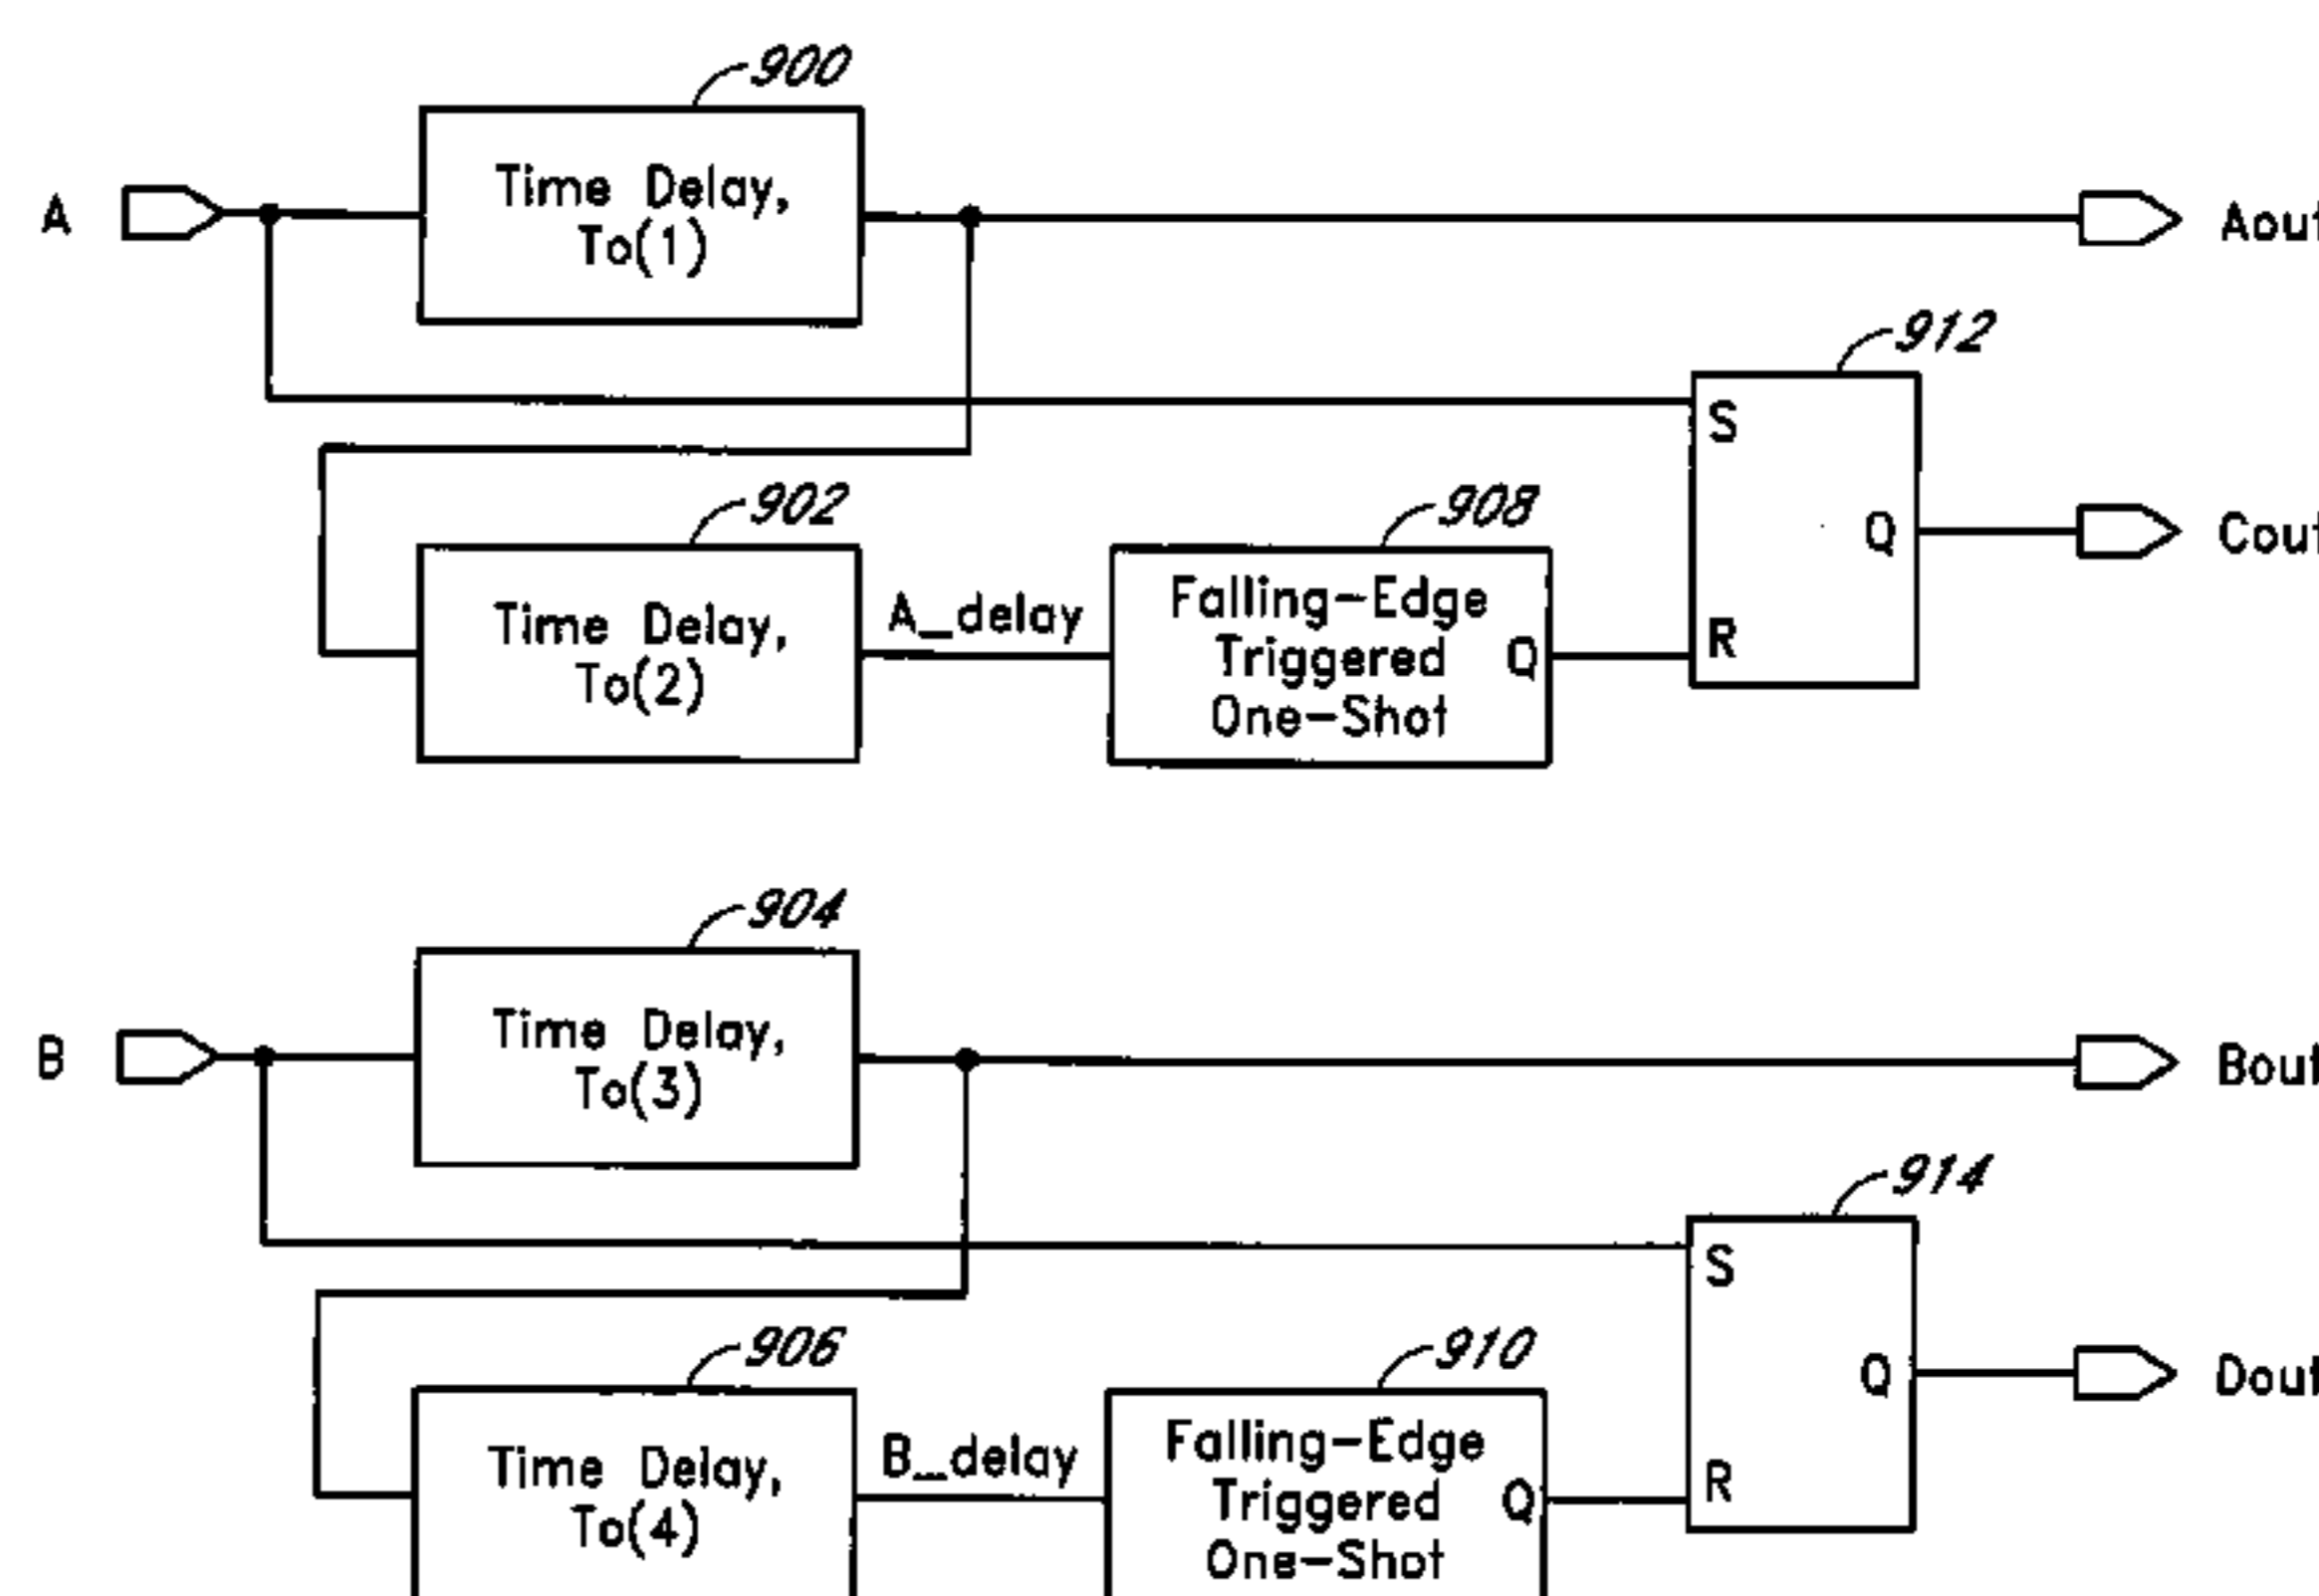 900
Time Delay,
To(1)
A
Aout
912
S
Q
R
Cout
902
Time Delay,
To(2)
A_delay
908
Falling-Edge
Triggered
One-Shot
Q
904
Time Delay,
To(3)
B
Bout
914
S
Q
R
Dout
906
Time Delay,
To(4)
B_delay
910
Falling-Edge
Triggered
One-Shot
Q